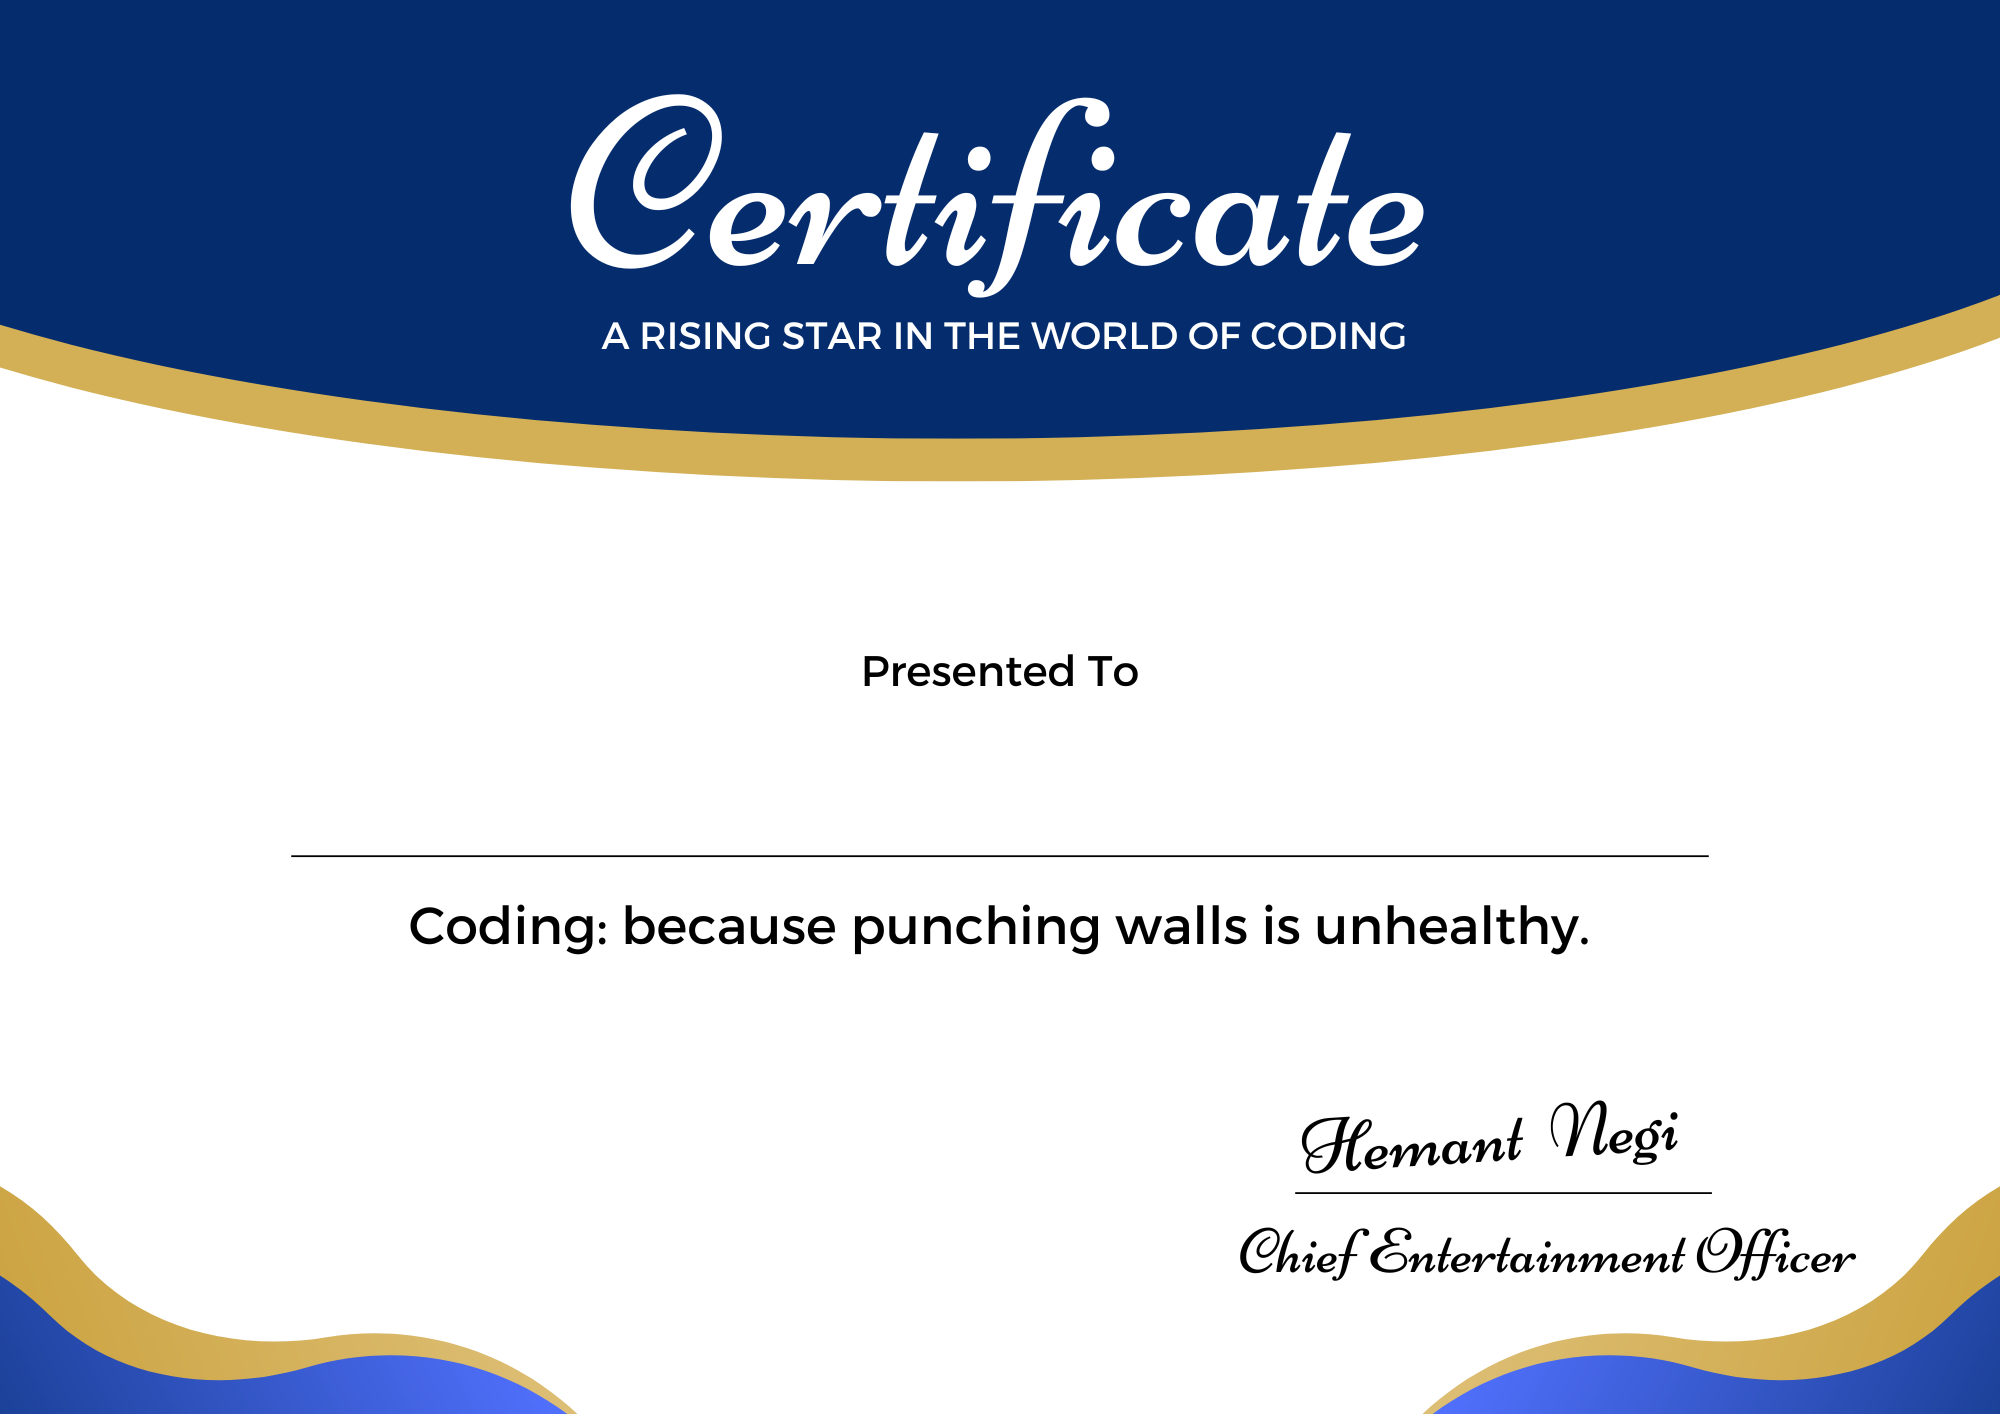 Certificate
A RISING STAR IN THE WORLD OF CODING
Presented To
Coding: because punching walls is unhealthy.
Hemant Negi
Chief Entertainment Officer